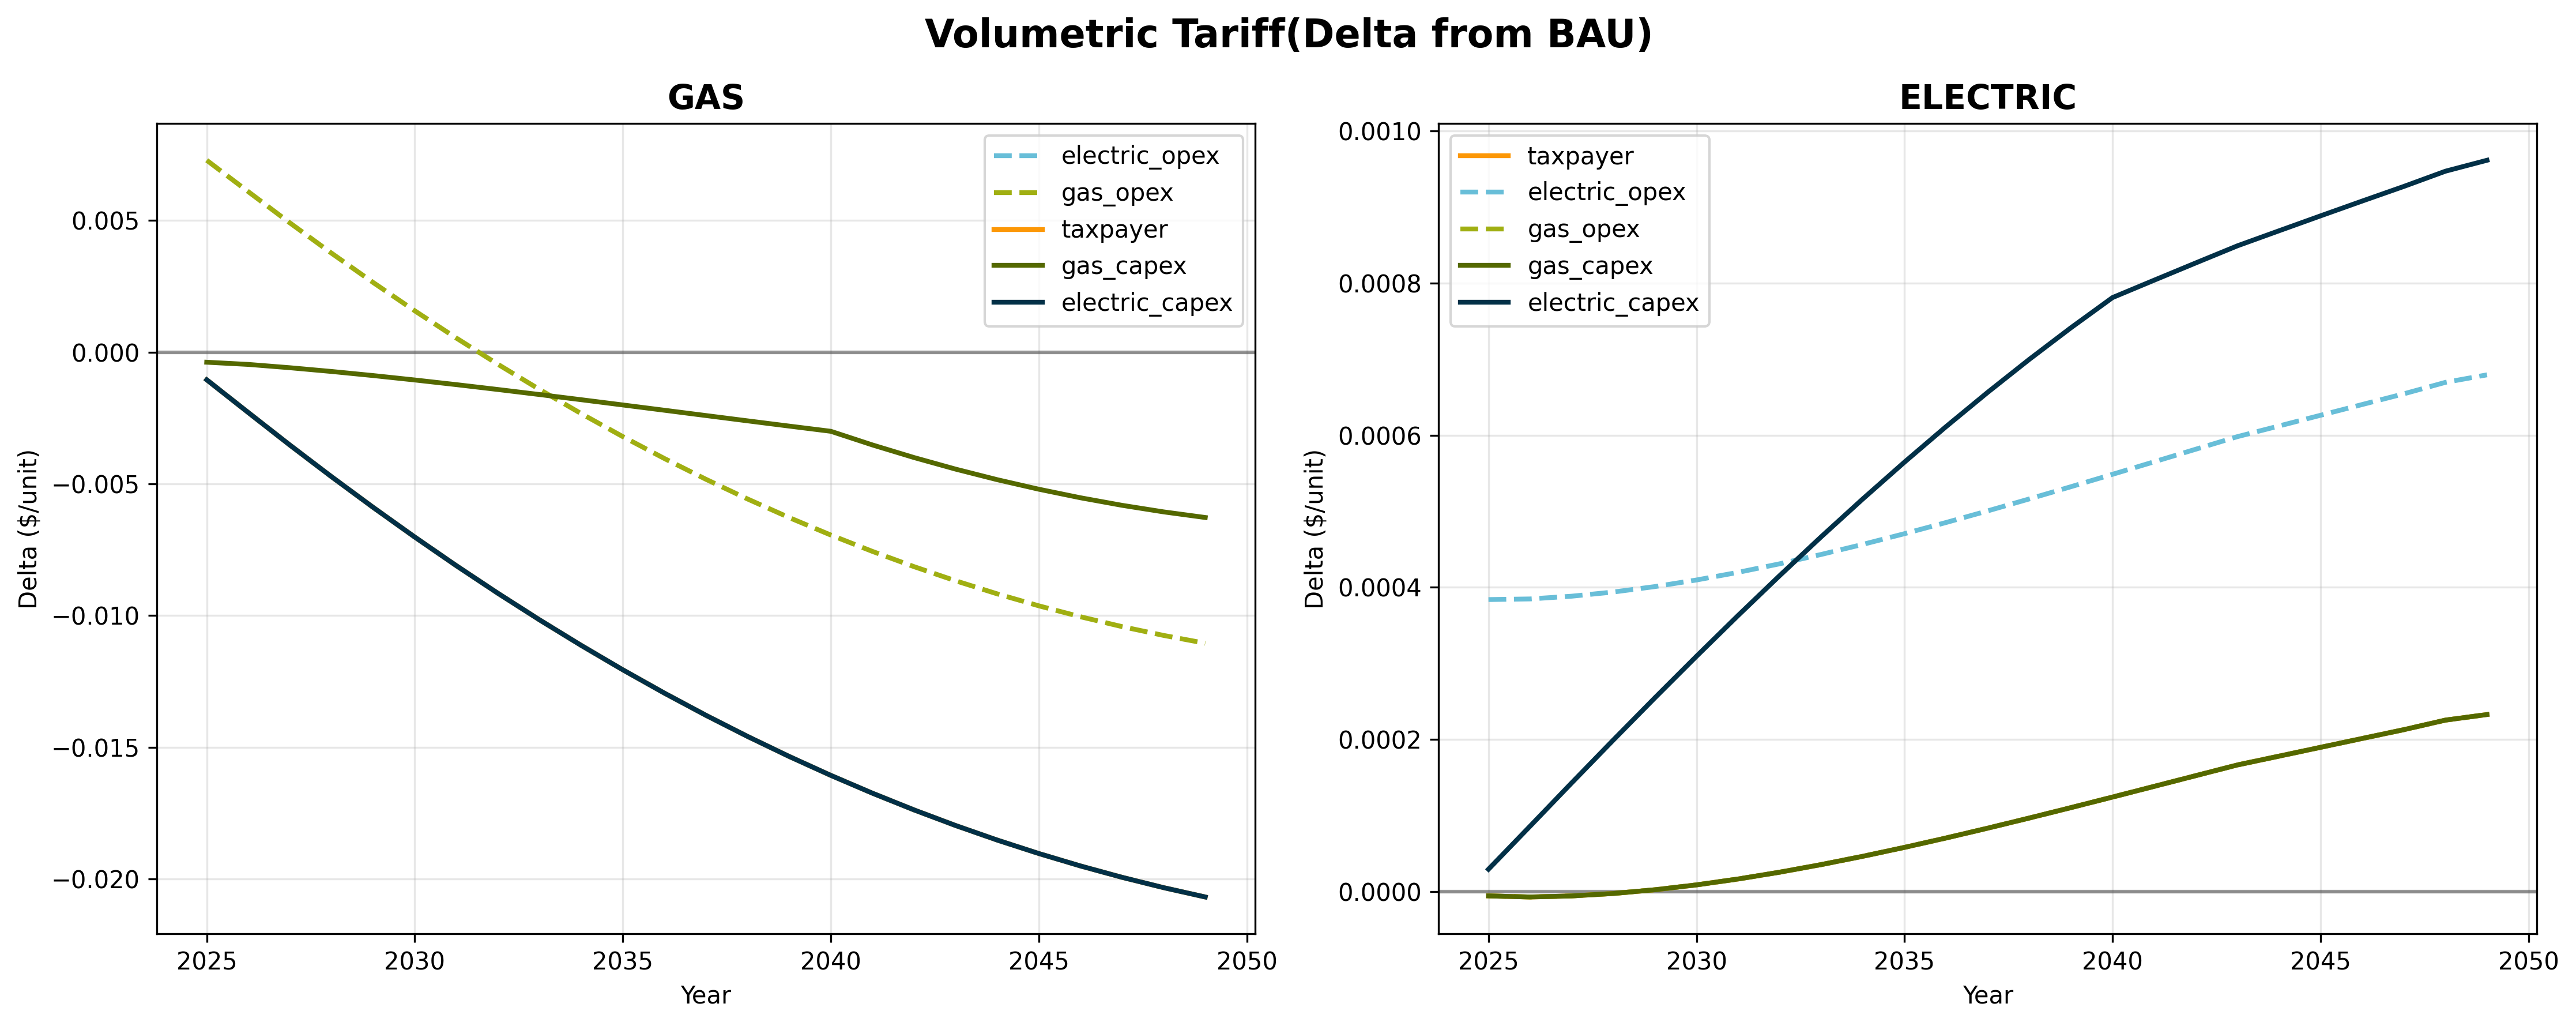 Volumetric Tariff(Delta from BAU)
GAS
Delta ($/unit)
0.005
0.000
−0.005
−0.010
−0.015
−0.020
electric_opex
gas_opex
taxpayer
gas_capex
electric_capex
2025 2030 2035 2040 2045 2050
Year
ELECTRIC
Delta ($/unit)
0.0010
0.0008
0.0006
0.0004
0.0002
0.0000
taxpayer
electric_opex
gas_opex
gas_capex
electric_capex
2025 2030 2035 2040 2045 2050
Year